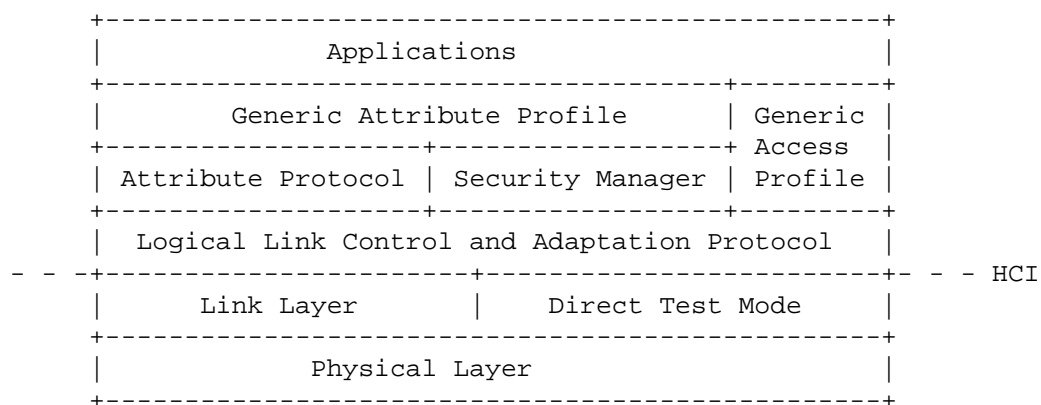 Applications
Generic Attribute Profile | Generic
Access
Attribute Protocol | Security Manager | Profile
Logical Link Control and Adaptation Protocol
HCI
Link Layer | Direct Test Mode
Physical Layer